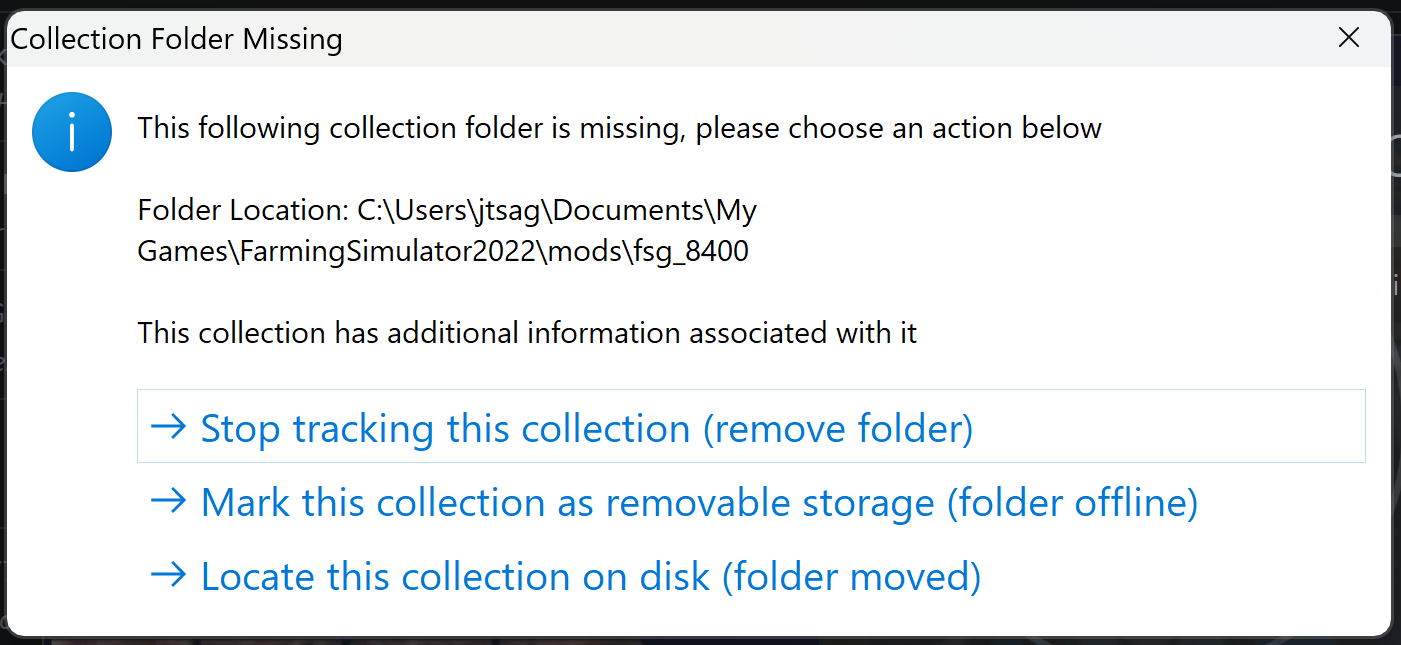 Collection Folder Missing
This following collection folder is missing, please choose an action below
Folder Location: C:\Users\jtsag\Documents\My
Games\FarmingSimulator2022\mods\fsg_8400
This collection has additional information associated with it
→ Stop tracking this collection (remove folder)
→ Mark this collection as removable storage (folder offline)
→ Locate this collection on disk (folder moved)